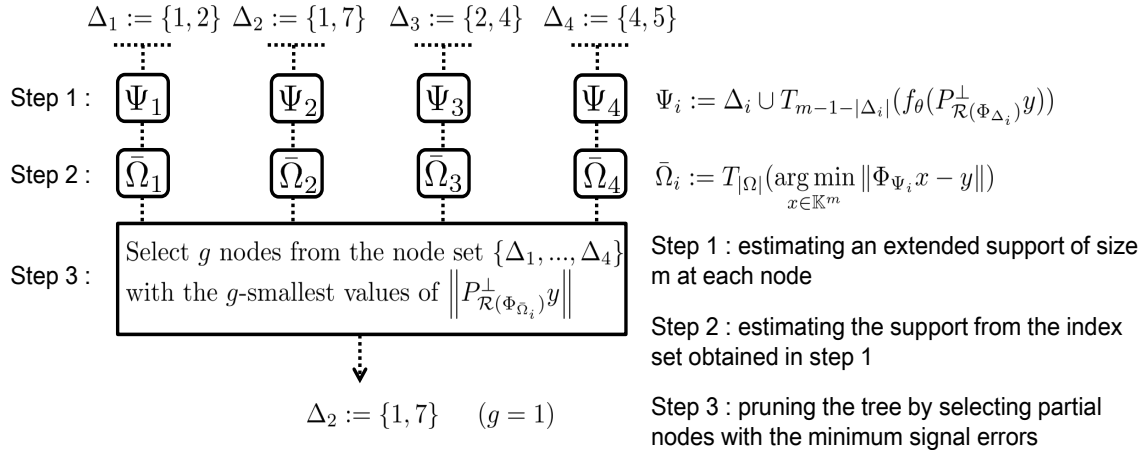 Δ₁ := {1, 2} Δ₂ := {1, 7} Δ₃ := {2, 4} Δ₄ := {4, 5}
Step 1 : Ψ₁ Ψ₂ Ψ₃ Ψ₄ Ψᵢ := Δᵢ ∪ T_{m−1−|Δᵢ|}(f_θ(P^⊥_{R(Φ_{Δᵢ})} y))
Step 2 : Ω̄₁ Ω̄₂ Ω̄₃ Ω̄₄ Ω̄ᵢ := T_{|Ω|}(arg min_{x∈𝕂^m} ‖Φ_{Ψᵢ} x − y‖)
Step 3 :
Select g nodes from the node set {Δ₁, ..., Δ₄}
with the g-smallest values of ‖P^⊥_{R(Φ_{Ω̄ᵢ})} y‖
Δ₂ := {1, 7} (g = 1)
Step 1 : estimating an extended support of size
m at each node
Step 2 : estimating the support from the index
set obtained in step 1
Step 3 : pruning the tree by selecting partial
nodes with the minimum signal errors